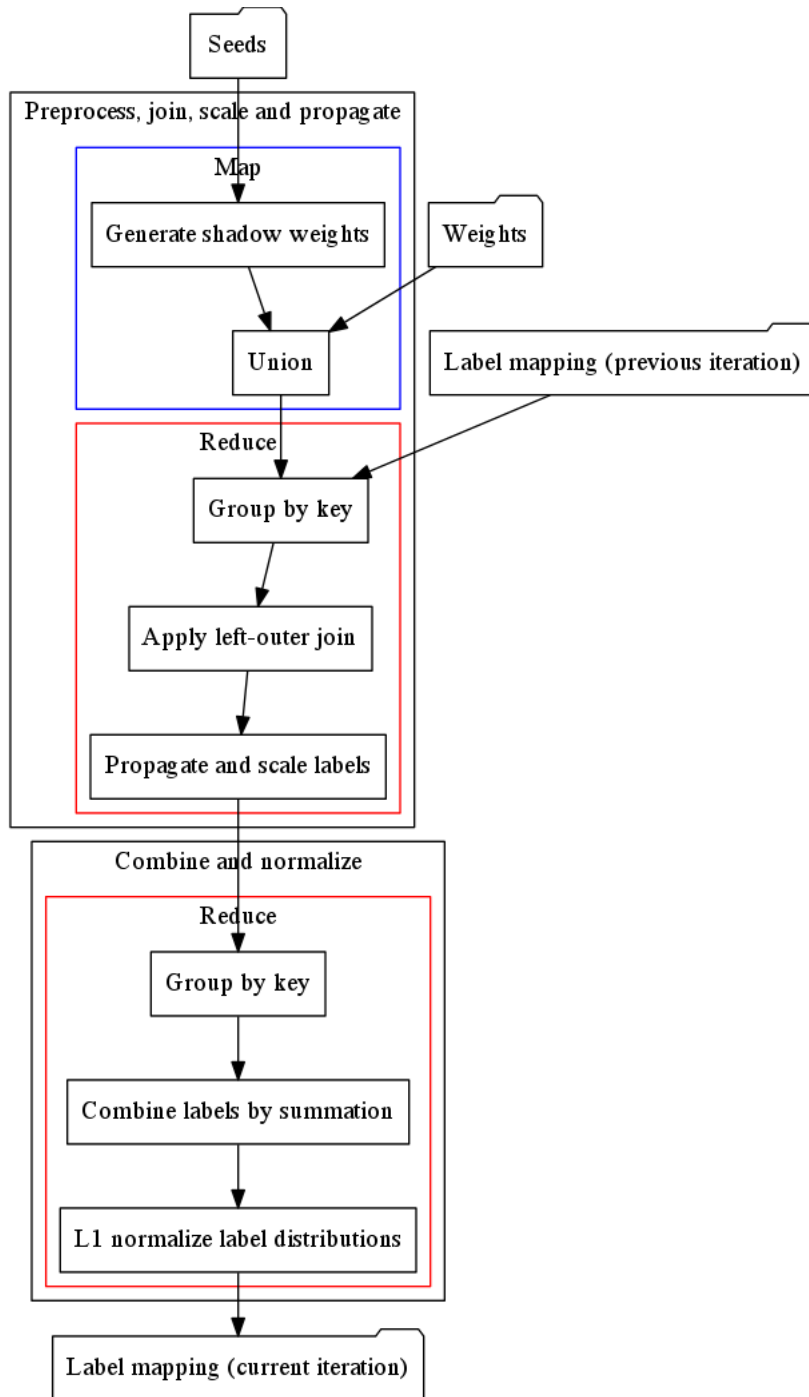 Seeds
Preprocess, join, scale and propagate
Map
Generate shadow weights
Weights
Union
Label mapping (previous iteration)
Reduce
Group by key
Apply left-outer join
Propagate and scale labels
Combine and normalize
Reduce
Group by key
Combine labels by summation
L1 normalize label distributions
Label mapping (current iteration)